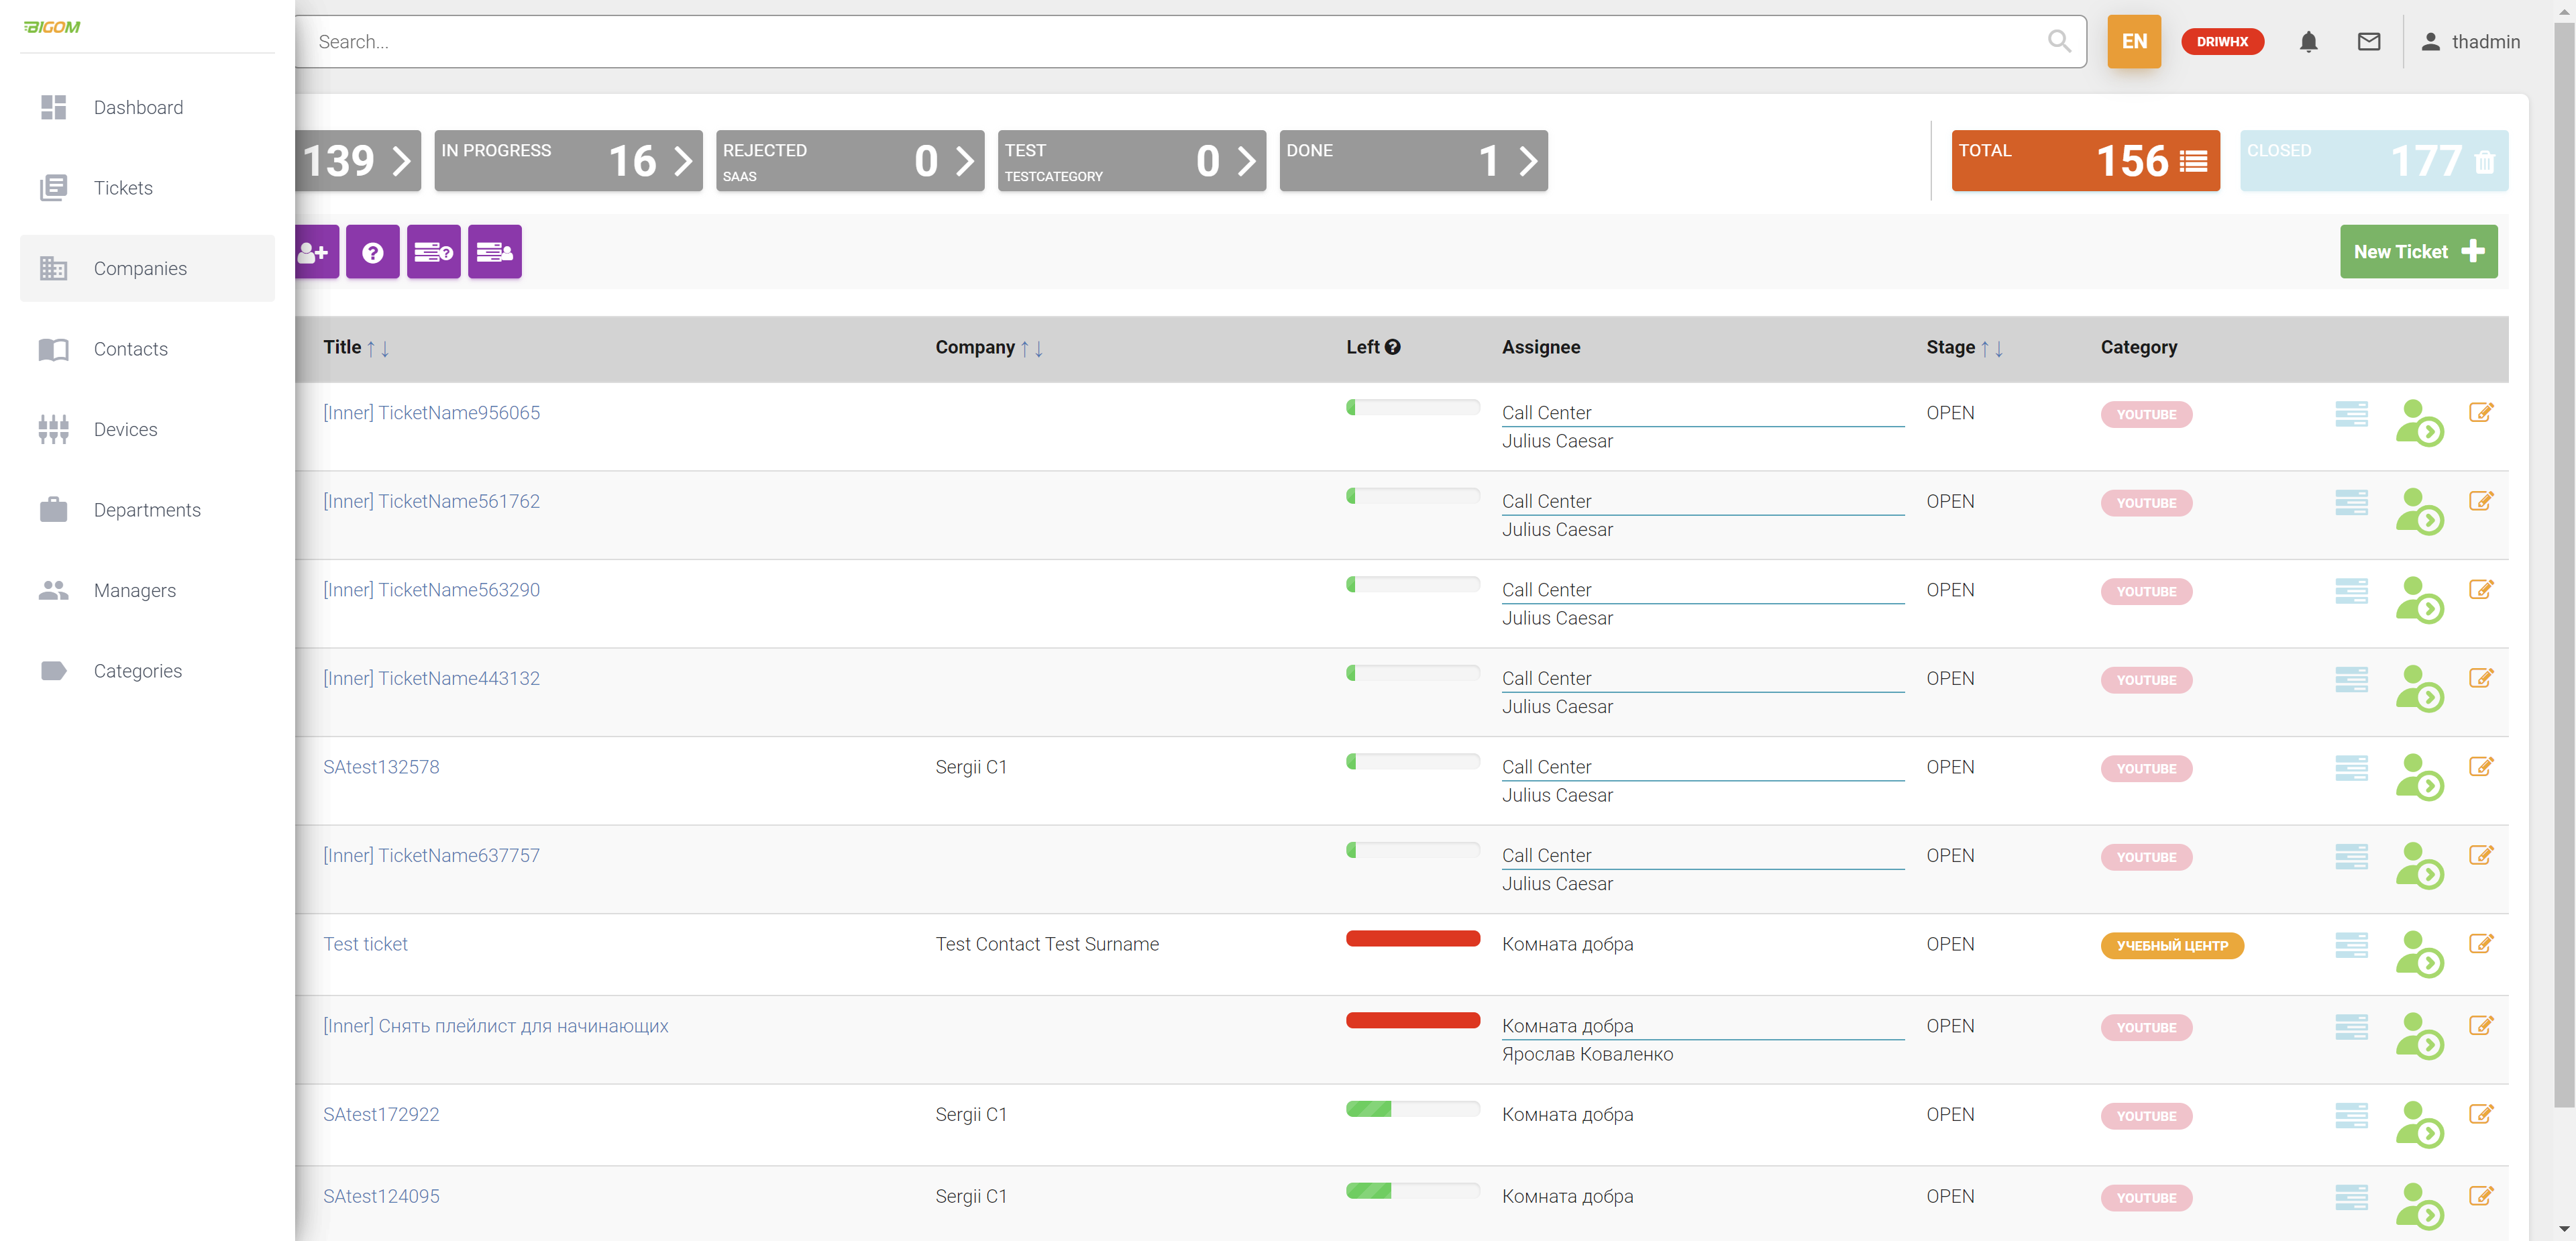 BIGOM
Search...
EN
DRIWHX
thadmin
Dashboard
Tickets
Companies
Contacts
Devices
Departments
Managers
Categories
139
IN PROGRESS 16
REJECTED
SAAS
0
TEST
TESTCATEGORY
0
DONE 1
TOTAL 156
CLOSED 177
New Ticket
Title Company Left Assignee Stage Category
[Inner] TicketName956065 Call Center OPEN YOUTUBE
Julius Caesar
[Inner] TicketName561762 Call Center OPEN YOUTUBE
Julius Caesar
[Inner] TicketName563290 Call Center OPEN YOUTUBE
Julius Caesar
[Inner] TicketName443132 Call Center OPEN YOUTUBE
Julius Caesar
SAtest132578 Sergii C1 Call Center OPEN YOUTUBE
Julius Caesar
[Inner] TicketName637757 Call Center OPEN YOUTUBE
Julius Caesar
Test ticket Test Contact Test Surname Комната добра OPEN УЧЕБНЫЙ ЦЕНТР
[Inner] Снять плейлист для начинающих Комната добра OPEN YOUTUBE
Ярослав Коваленко
SAtest172922 Sergii C1 Комната добра OPEN YOUTUBE
SAtest124095 Sergii C1 Комната добра OPEN YOUTUBE